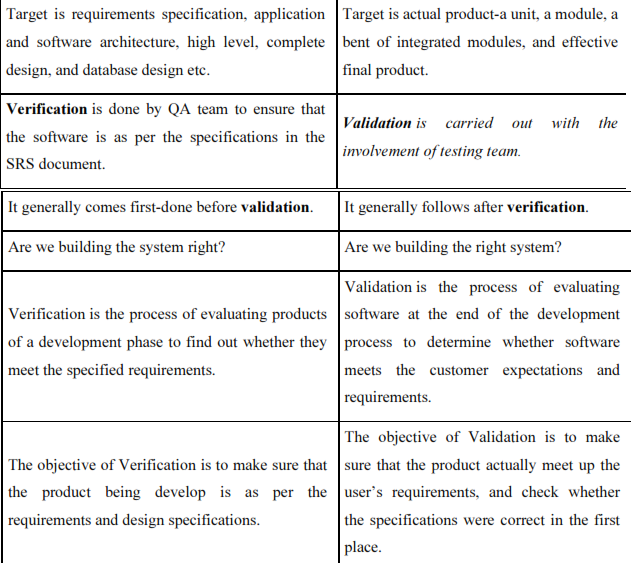 Target is requirements specification, application
and software architecture, high level, complete
design, and database design etc.
Target is actual product-a unit, a module, a
bent of integrated modules, and effective
final product.
Verification is done by QA team to ensure that
the software is as per the specifications in the
SRS document.
Validation is carried out with the
involvement of testing team.
It generally comes first-done before validation.
It generally follows after verification.
Are we building the system right?
Are we building the right system?
Verification is the process of evaluating products
of a development phase to find out whether they
meet the specified requirements.
Validation is the process of evaluating
software at the end of the development
process to determine whether software
meets the customer expectations and
requirements.
The objective of Verification is to make sure that
the product being develop is as per the
requirements and design specifications.
The objective of Validation is to make
sure that the product actually meet up the
user's requirements, and check whether
the specifications were correct in the first
place.